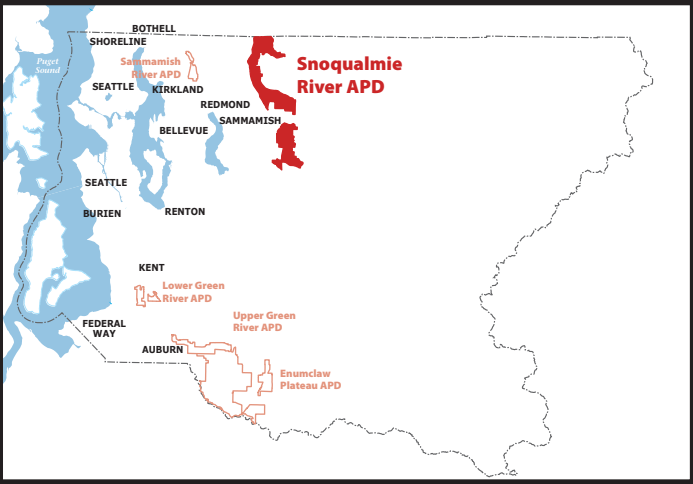 BOTHELL
SHORELINE
Puget
Sound
Sammamish
River APD
Snoqualmie
River APD
SEATTLE
KIRKLAND
REDMOND
SAMMAMISH
BELLEVUE
SEATTLE
BURIEN
RENTON
KENT
Lower Green
River APD
FEDERAL
WAY
Upper Green
River APD
AUBURN
Enumclaw
Plateau APD